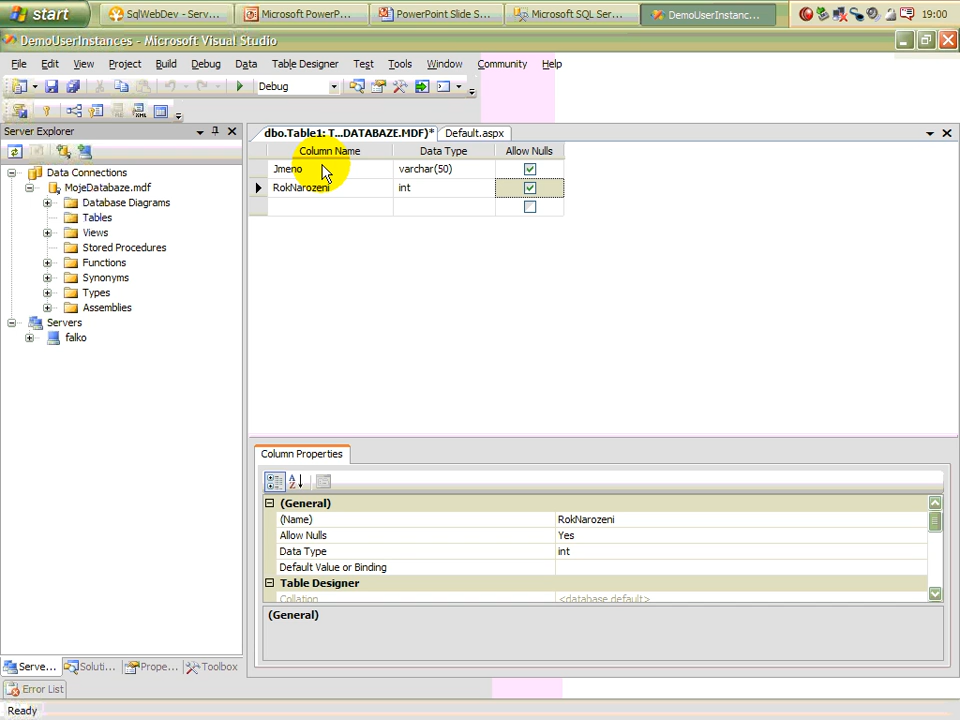 start
SqlWebDev - Serv...
Microsoft PowerP...
PowerPoint Slide S...
Microsoft SQL Ser...
DemoUserInstanc...
19:00
DemoUserInstances - Microsoft Visual Studio
File Edit View Project Build Debug Data Table Designer Test Tools Window Community Help
Debug
Server Explorer
dbo.Table1: T...DATABAZE.MDF)*
Default.aspx
Column Name Data Type Allow Nulls
Jmeno varchar(50)
RokNarozeni int
Data Connections
MojeDatabaze.mdf
Database Diagrams
Tables
Views
Stored Procedures
Functions
Synonyms
Types
Assemblies
Servers
falko
Column Properties
(General)
(Name) RokNarozeni
Allow Nulls Yes
Data Type int
Default Value or Binding
Table Designer
Collation <database default>
(General)
Serve... Soluti... Prope... Toolbox
Error List
Ready